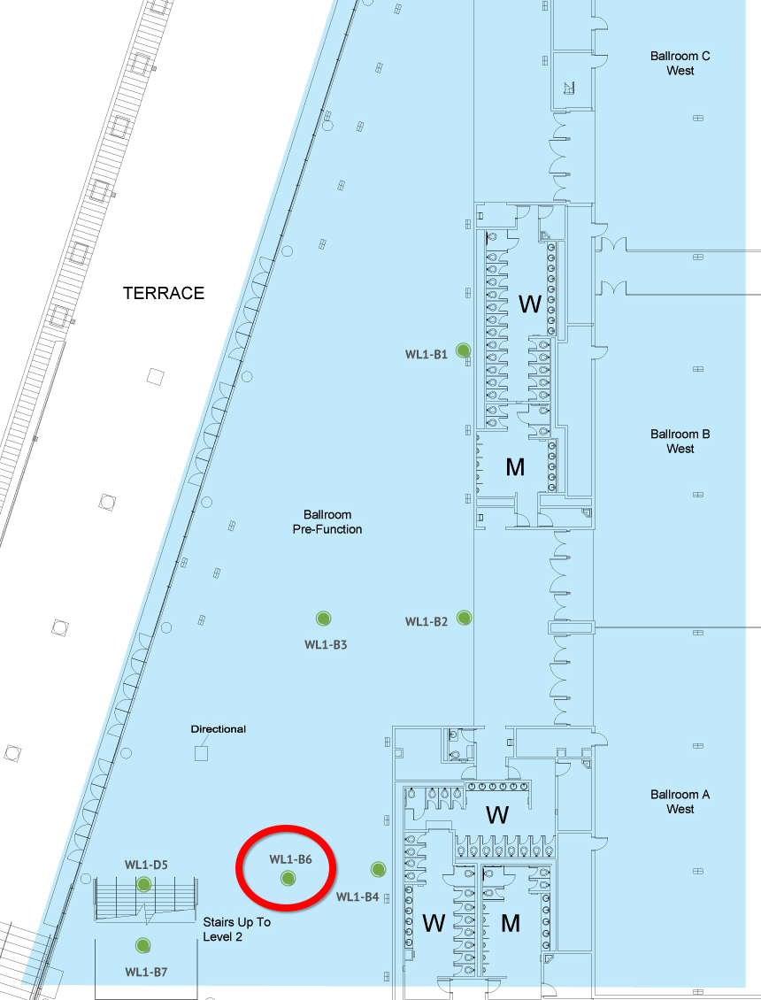 Ballroom C
West
TERRACE
W
WL1-B1
Ballroom B
West
M
Ballroom
Pre-Function
WL1-B2
WL1-B3
Directional
Ballroom A
West
W
WL1-D5
WL1-B6
WL1-B4
Stairs Up To
Level 2
W
M
WL1-B7